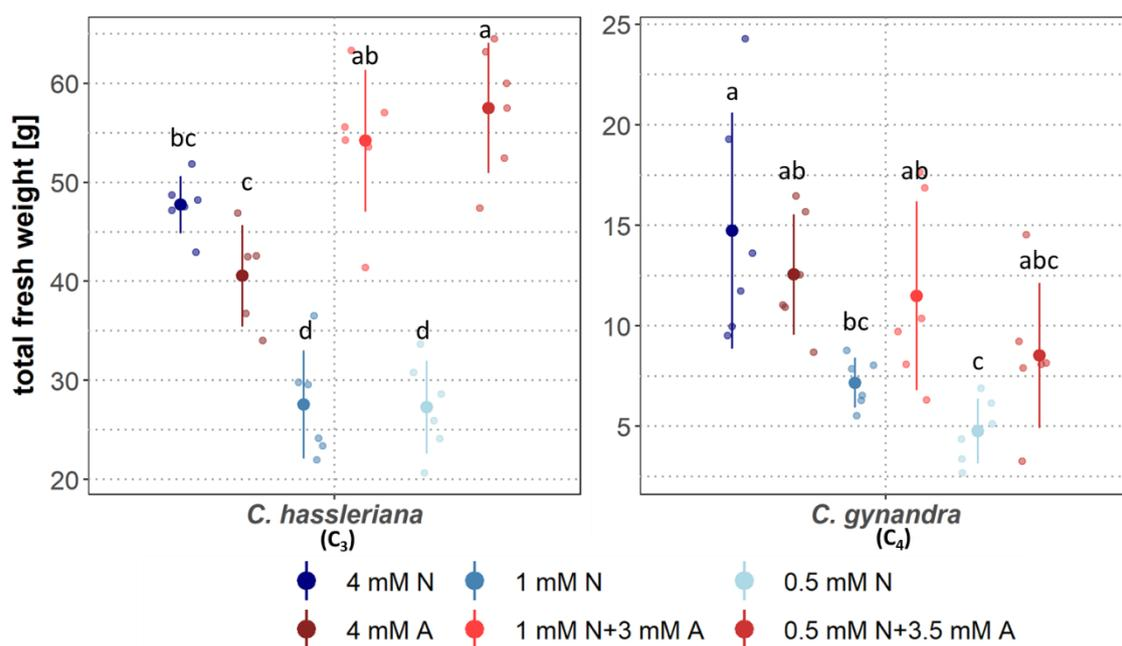 total fresh weight [g]
60
50
40
30
20
bc
c
d
ab
d
a
C. hassleriana
(C₃)
25
20
15
10
5
a
ab
bc
ab
c
abc
C. gynandra
(C₄)
4 mM N
1 mM N
0.5 mM N
4 mM A
1 mM N+3 mM A
0.5 mM N+3.5 mM A